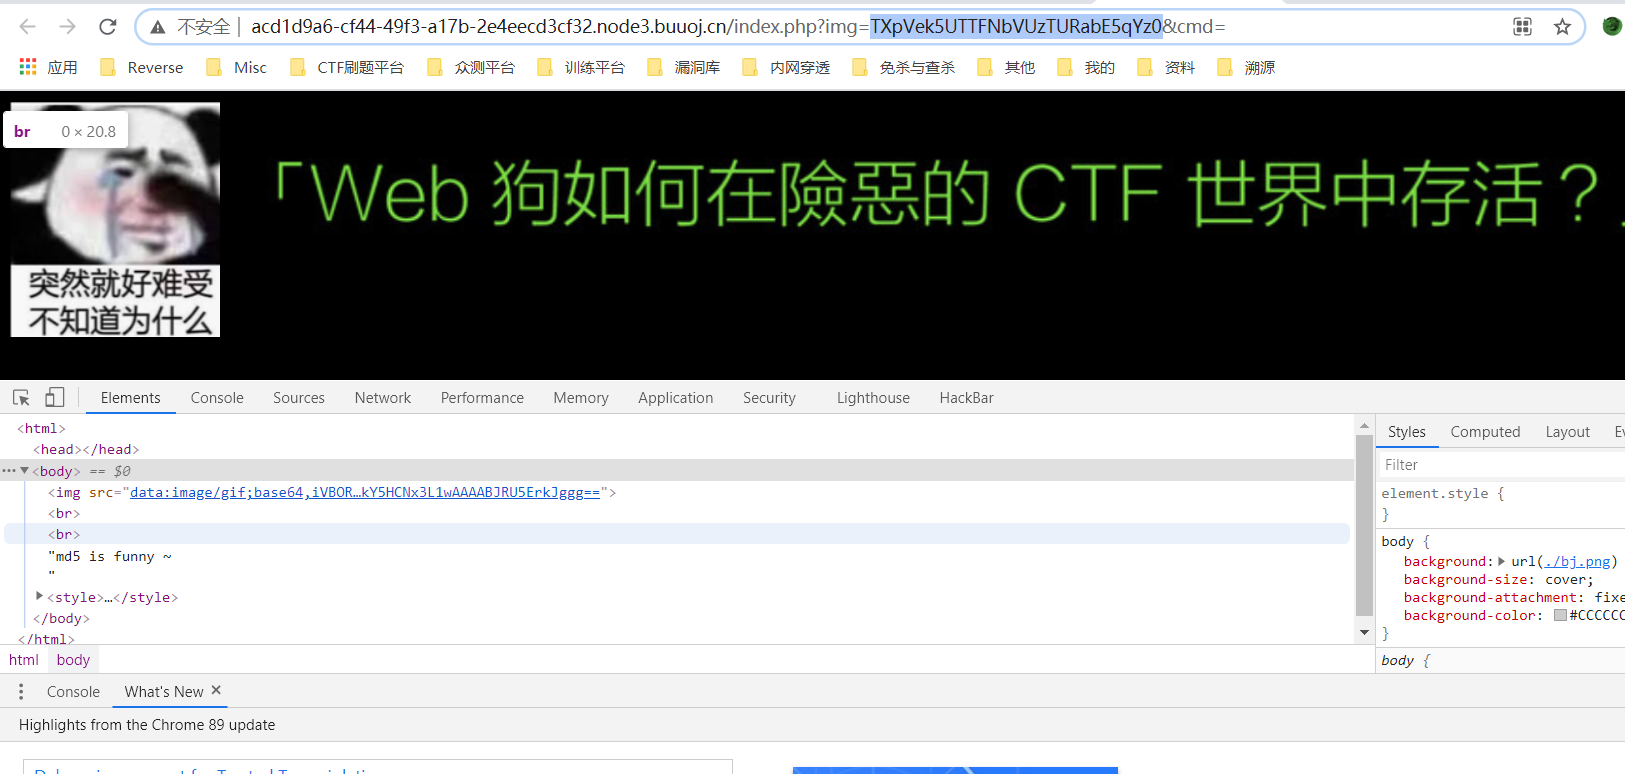 不安全 | acd1d9a6-cf44-49f3-a17b-2e4eecd3cf32.node3.buuoj.cn/index.php?img=TXpVek5UTTFNbVUzTURabE5qYz0&cmd=
应用 Reverse Misc CTF刷题平台 众测平台 训练平台 漏洞库 内网穿透 免杀与查杀 其他 我的 资料 溯源
br 0 × 20.8
「Web 狗如何在險惡的 CTF 世界中存活？
突然就好难受
不知道为什么
Elements Console Sources Network Performance Memory Application Security Lighthouse HackBar
<html>
<head></head>
<body> == $0
<img src="data:image/gif;base64,iVBOR…kY5HCNx3L1wAAAABJRU5ErkJggg==">
<br>
<br>
"md5 is funny ~
"
<style>…</style>
</body>
</html>
html body
Styles Computed Layout
Filter
element.style {
}
body {
background: url(./bj.png)
background-size: cover;
background-attachment: fixe
background-color: #CCCCCC
}
body {
Console What's New ×
Highlights from the Chrome 89 update